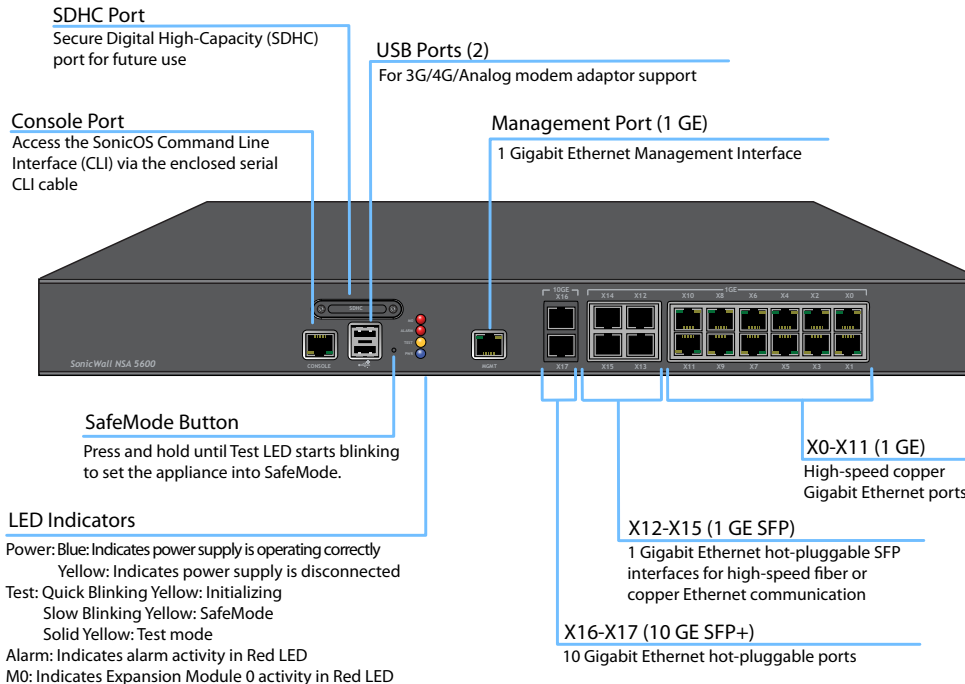 SDHC Port
Secure Digital High-Capacity (SDHC)
port for future use
USB Ports (2)
For 3G/4G/Analog modem adaptor support
Console Port
Access the SonicOS Command Line
Interface (CLI) via the enclosed serial
CLI cable
Management Port (1 GE)
1 Gigabit Ethernet Management Interface
SDHC
M0
ALARM
TEST
PWR
10GE
X16
1GE
X14 X12 X10 X8 X6 X4 X2 X0
SonicWall NSA 5600
CONSOLE
MGMT
X17 X15 X13 X11 X9 X7 X5 X3 X1
SafeMode Button
Press and hold until Test LED starts blinking
to set the appliance into SafeMode.
X0-X11 (1 GE)
High-speed copper
Gigabit Ethernet ports
LED Indicators
Power: Blue: Indicates power supply is operating correctly
Yellow: Indicates power supply is disconnected
Test: Quick Blinking Yellow: Initializing
Slow Blinking Yellow: SafeMode
Solid Yellow: Test mode
Alarm: Indicates alarm activity in Red LED
M0: Indicates Expansion Module 0 activity in Red LED
X12-X15 (1 GE SFP)
1 Gigabit Ethernet hot-pluggable SFP
interfaces for high-speed fiber or
copper Ethernet communication
X16-X17 (10 GE SFP+)
10 Gigabit Ethernet hot-pluggable ports